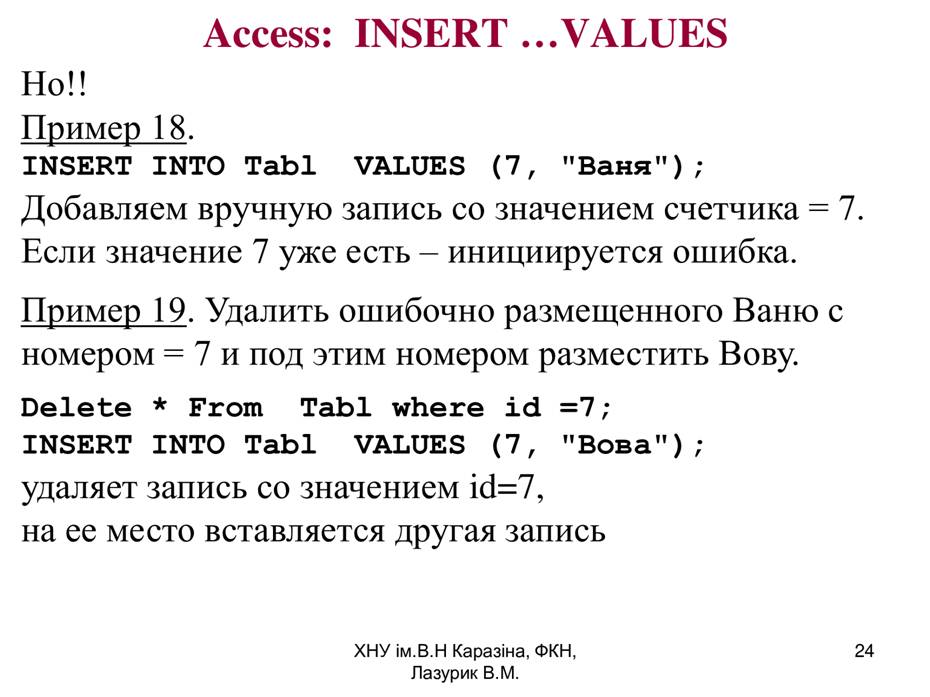 Access:  INSERT …VALUES
Но!!
Пример 18.
INSERT INTO Tabl  VALUES (7, "Ваня");
Добавляем вручную запись со значением счетчика = 7.
Если значение 7 уже есть – инициируется ошибка.
Пример 19. Удалить ошибочно размещенного Ваню с
номером = 7 и под этим номером разместить Вову.
Delete * From  Tabl where id =7;
INSERT INTO Tabl  VALUES (7, "Вова");
удаляет запись со значением id=7,
на ее место вставляется другая запись
ХНУ ім.В.Н Каразіна, ФКН,
Лазурик В.М.
24